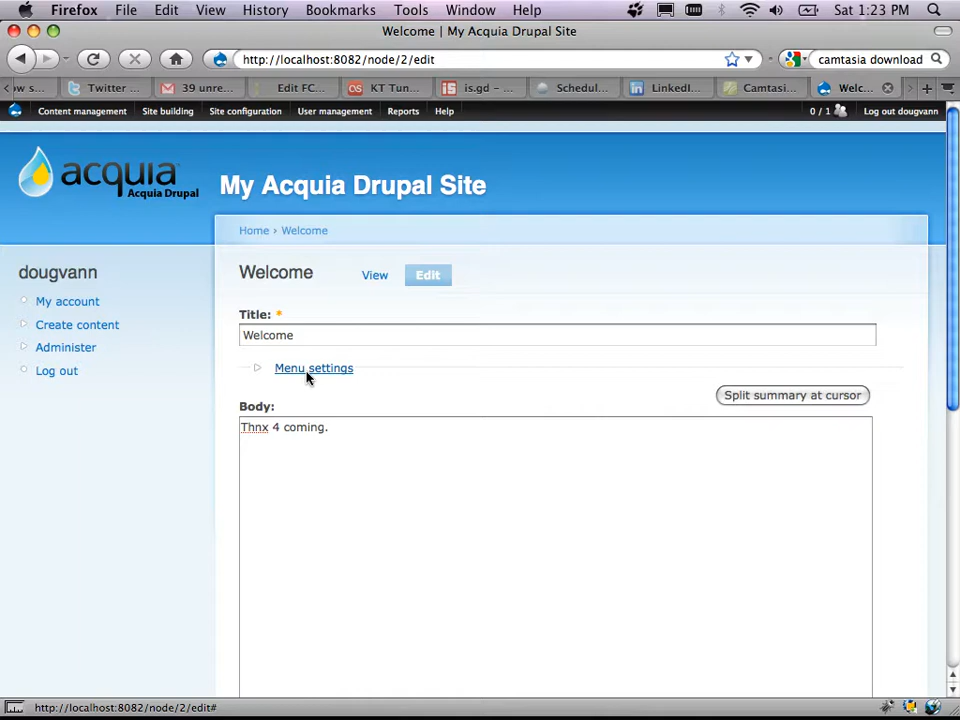 Firefox File Edit View History Bookmarks Tools Window Help Sat 1:23 PM
Welcome | My Acquia Drupal Site
http://localhost:8082/node/2/edit camtasia download
ow s... Twitter ... 39 unre... Edit FC... KT Tun... is.gd – ... Schedul... LinkedI... Camtasi... Welc...
Content management Site building Site configuration User management Reports Help 0 / 1 Log out dougvann
acquia
Acquia Drupal
My Acquia Drupal Site
Home › Welcome
dougvann
My account
Create content
Administer
Log out
Welcome View Edit
Title: *
Welcome
Menu settings
Split summary at cursor
Body:
Thnx 4 coming.
http://localhost:8082/node/2/edit#